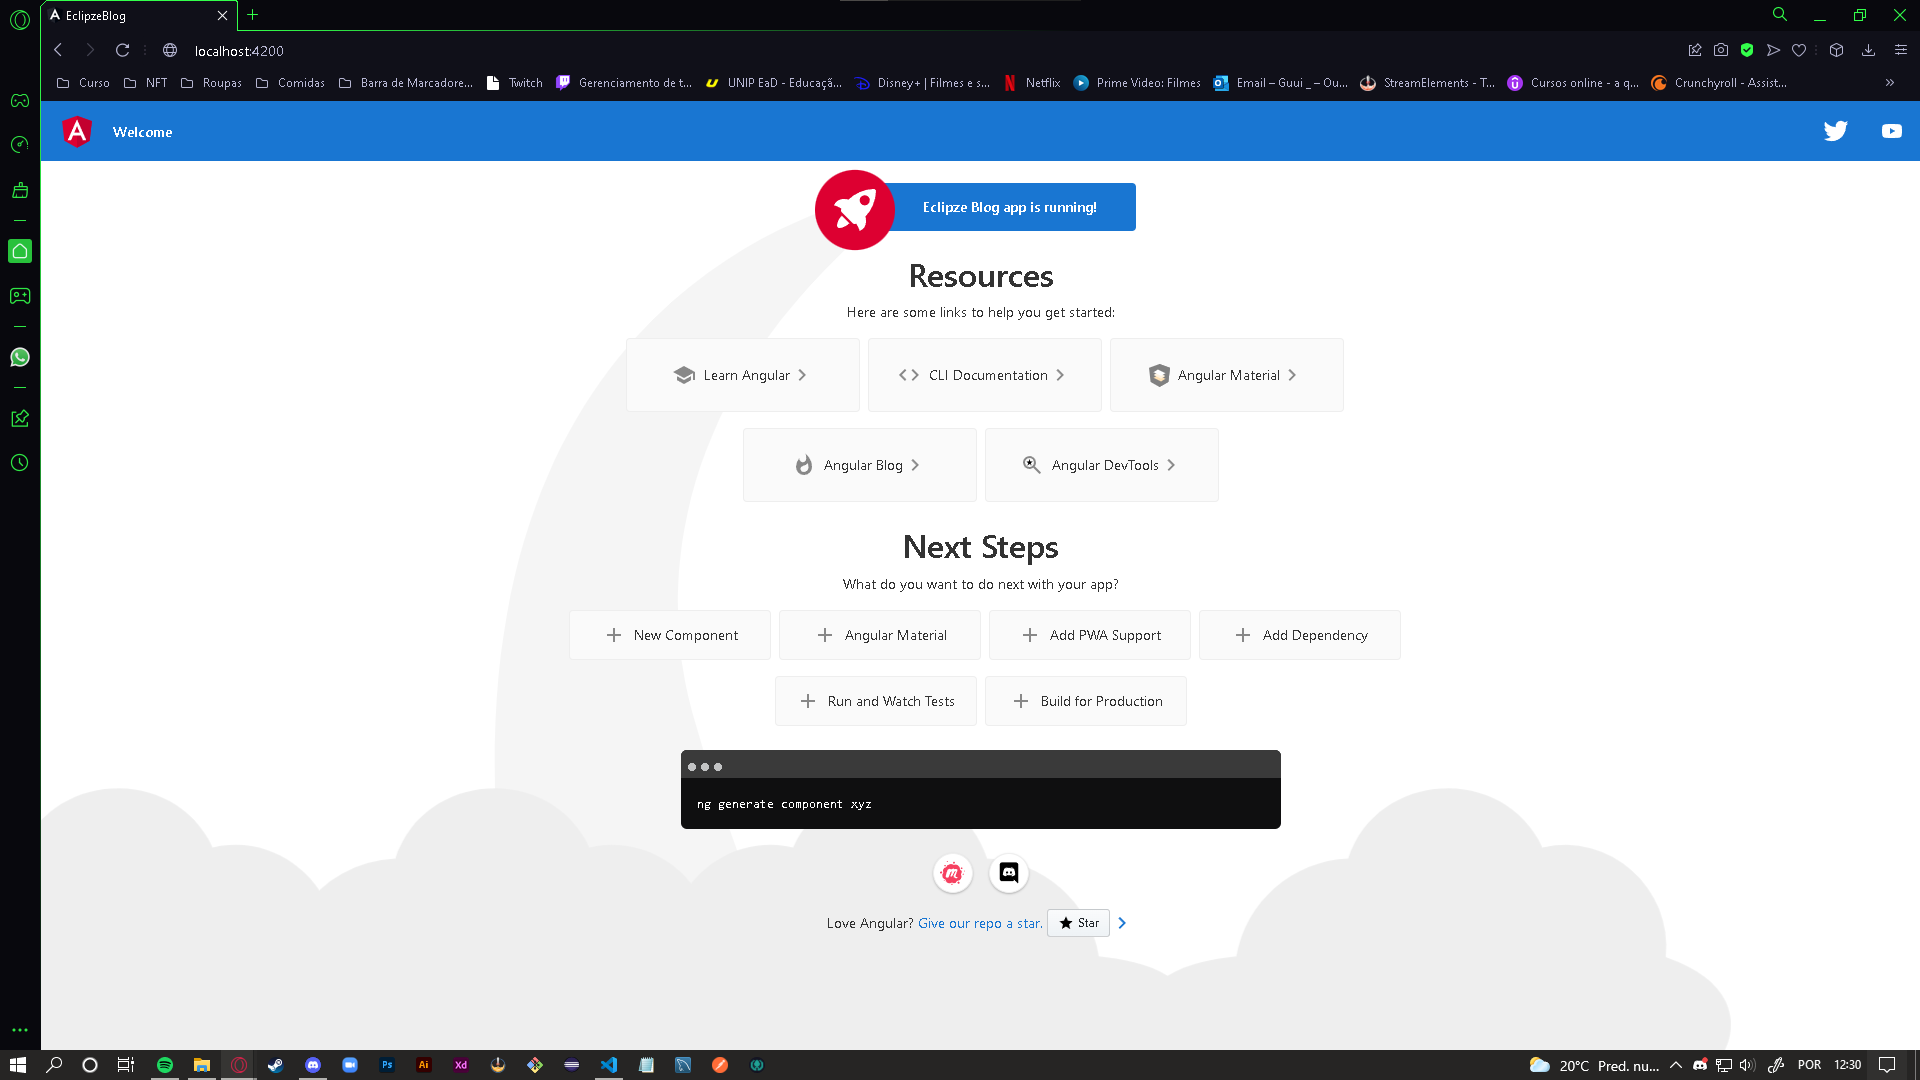 EclipzeBlog
localhost:4200
Curso NFT Roupas Comidas Barra de Marcadore... Twitch Gerenciamento de t... UNIP EaD - Educaçã... Disney+ | Filmes e s... Netflix Prime Video: Filmes Email – Guui _ – Ou... StreamElements - T... Cursos online - a q... Crunchyroll - Assist...
Welcome
Eclipze Blog app is running!
Resources
Here are some links to help you get started:
Learn Angular CLI Documentation Angular Material
Angular Blog Angular DevTools
Next Steps
What do you want to do next with your app?
New Component Angular Material Add PWA Support Add Dependency
Run and Watch Tests Build for Production
ng generate component xyz
Love Angular? Give our repo a star. Star
Ps Ai Xd 20°C Pred. nu... POR 12:30